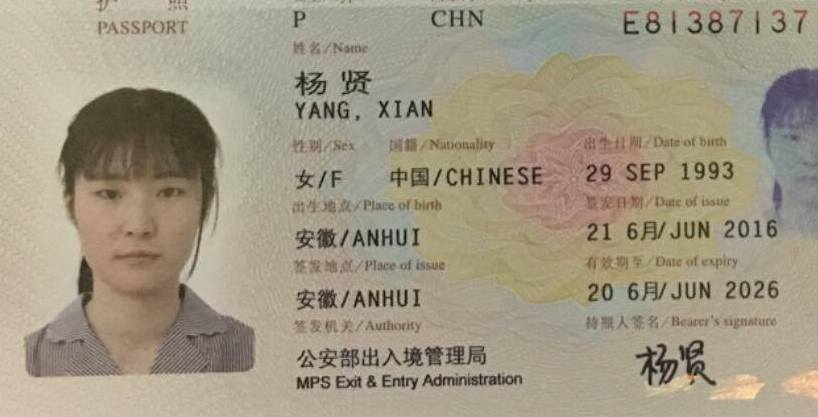 护 照
PASSPORT
P CHN E81387137
姓名/Name
杨贤
YANG, XIAN
性别/Sex 国籍/Nationality 出生日期/Date of birth
女/F 中国/CHINESE 29 SEP 1993
出生地点/Place of birth 签发日期/Date of issue
安徽/ANHUI 21 6月/JUN 2016
签发地点/Place of issue 有效期至/Date of expiry
安徽/ANHUI 20 6月/JUN 2026
签发机关/Authority 持照人签名/Bearer's signature
公安部出入境管理局 杨贤
MPS Exit & Entry Administration